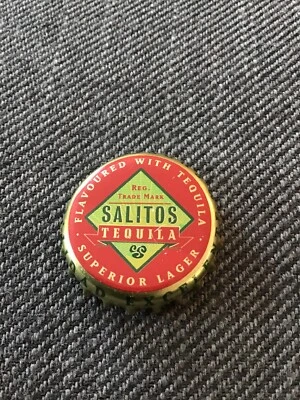 FLAVOURED WITH TEQUILA
REG.
TRADE MARK
SALITOS
TEQUILA
SUPERIOR LAGER